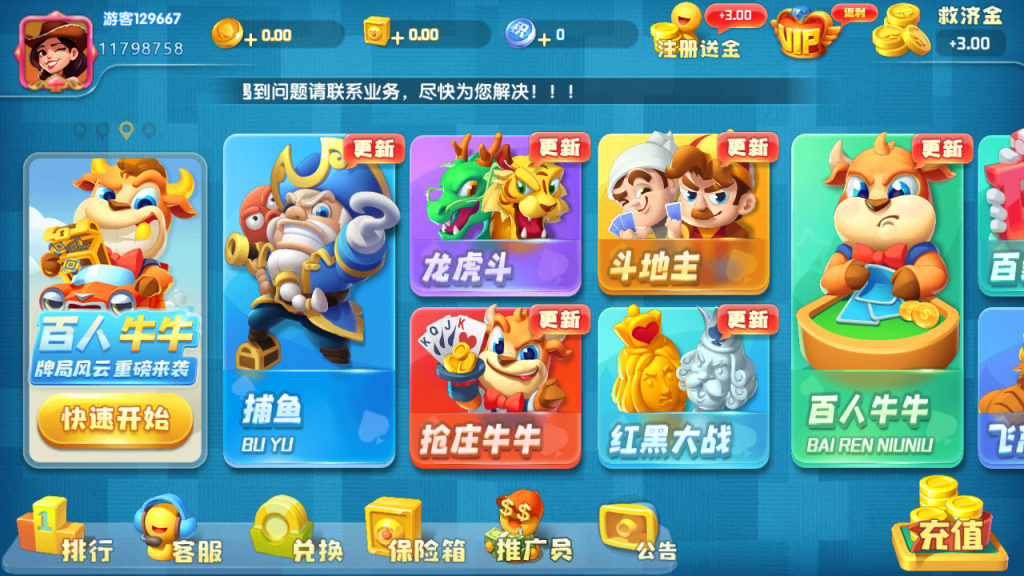 游客129667
11798758
+0.00
+0.00
积
+0
+3.00
注册送金
VIP
返利
救济金
+3.00
遇到问题请联系业务，尽快为您解决！！！
更新
更新
更新
更新
百人牛牛
牌局风云 重磅来袭
快速开始
捕鱼
BU YU
龙虎斗
斗地主
更新
更新
K Q J K
抢庄牛牛
红黑大战
百人牛牛
BAI REN NIUNIU
百
飞
1
排行
客服
兑换
保险箱
$$
推广员
公告
充值